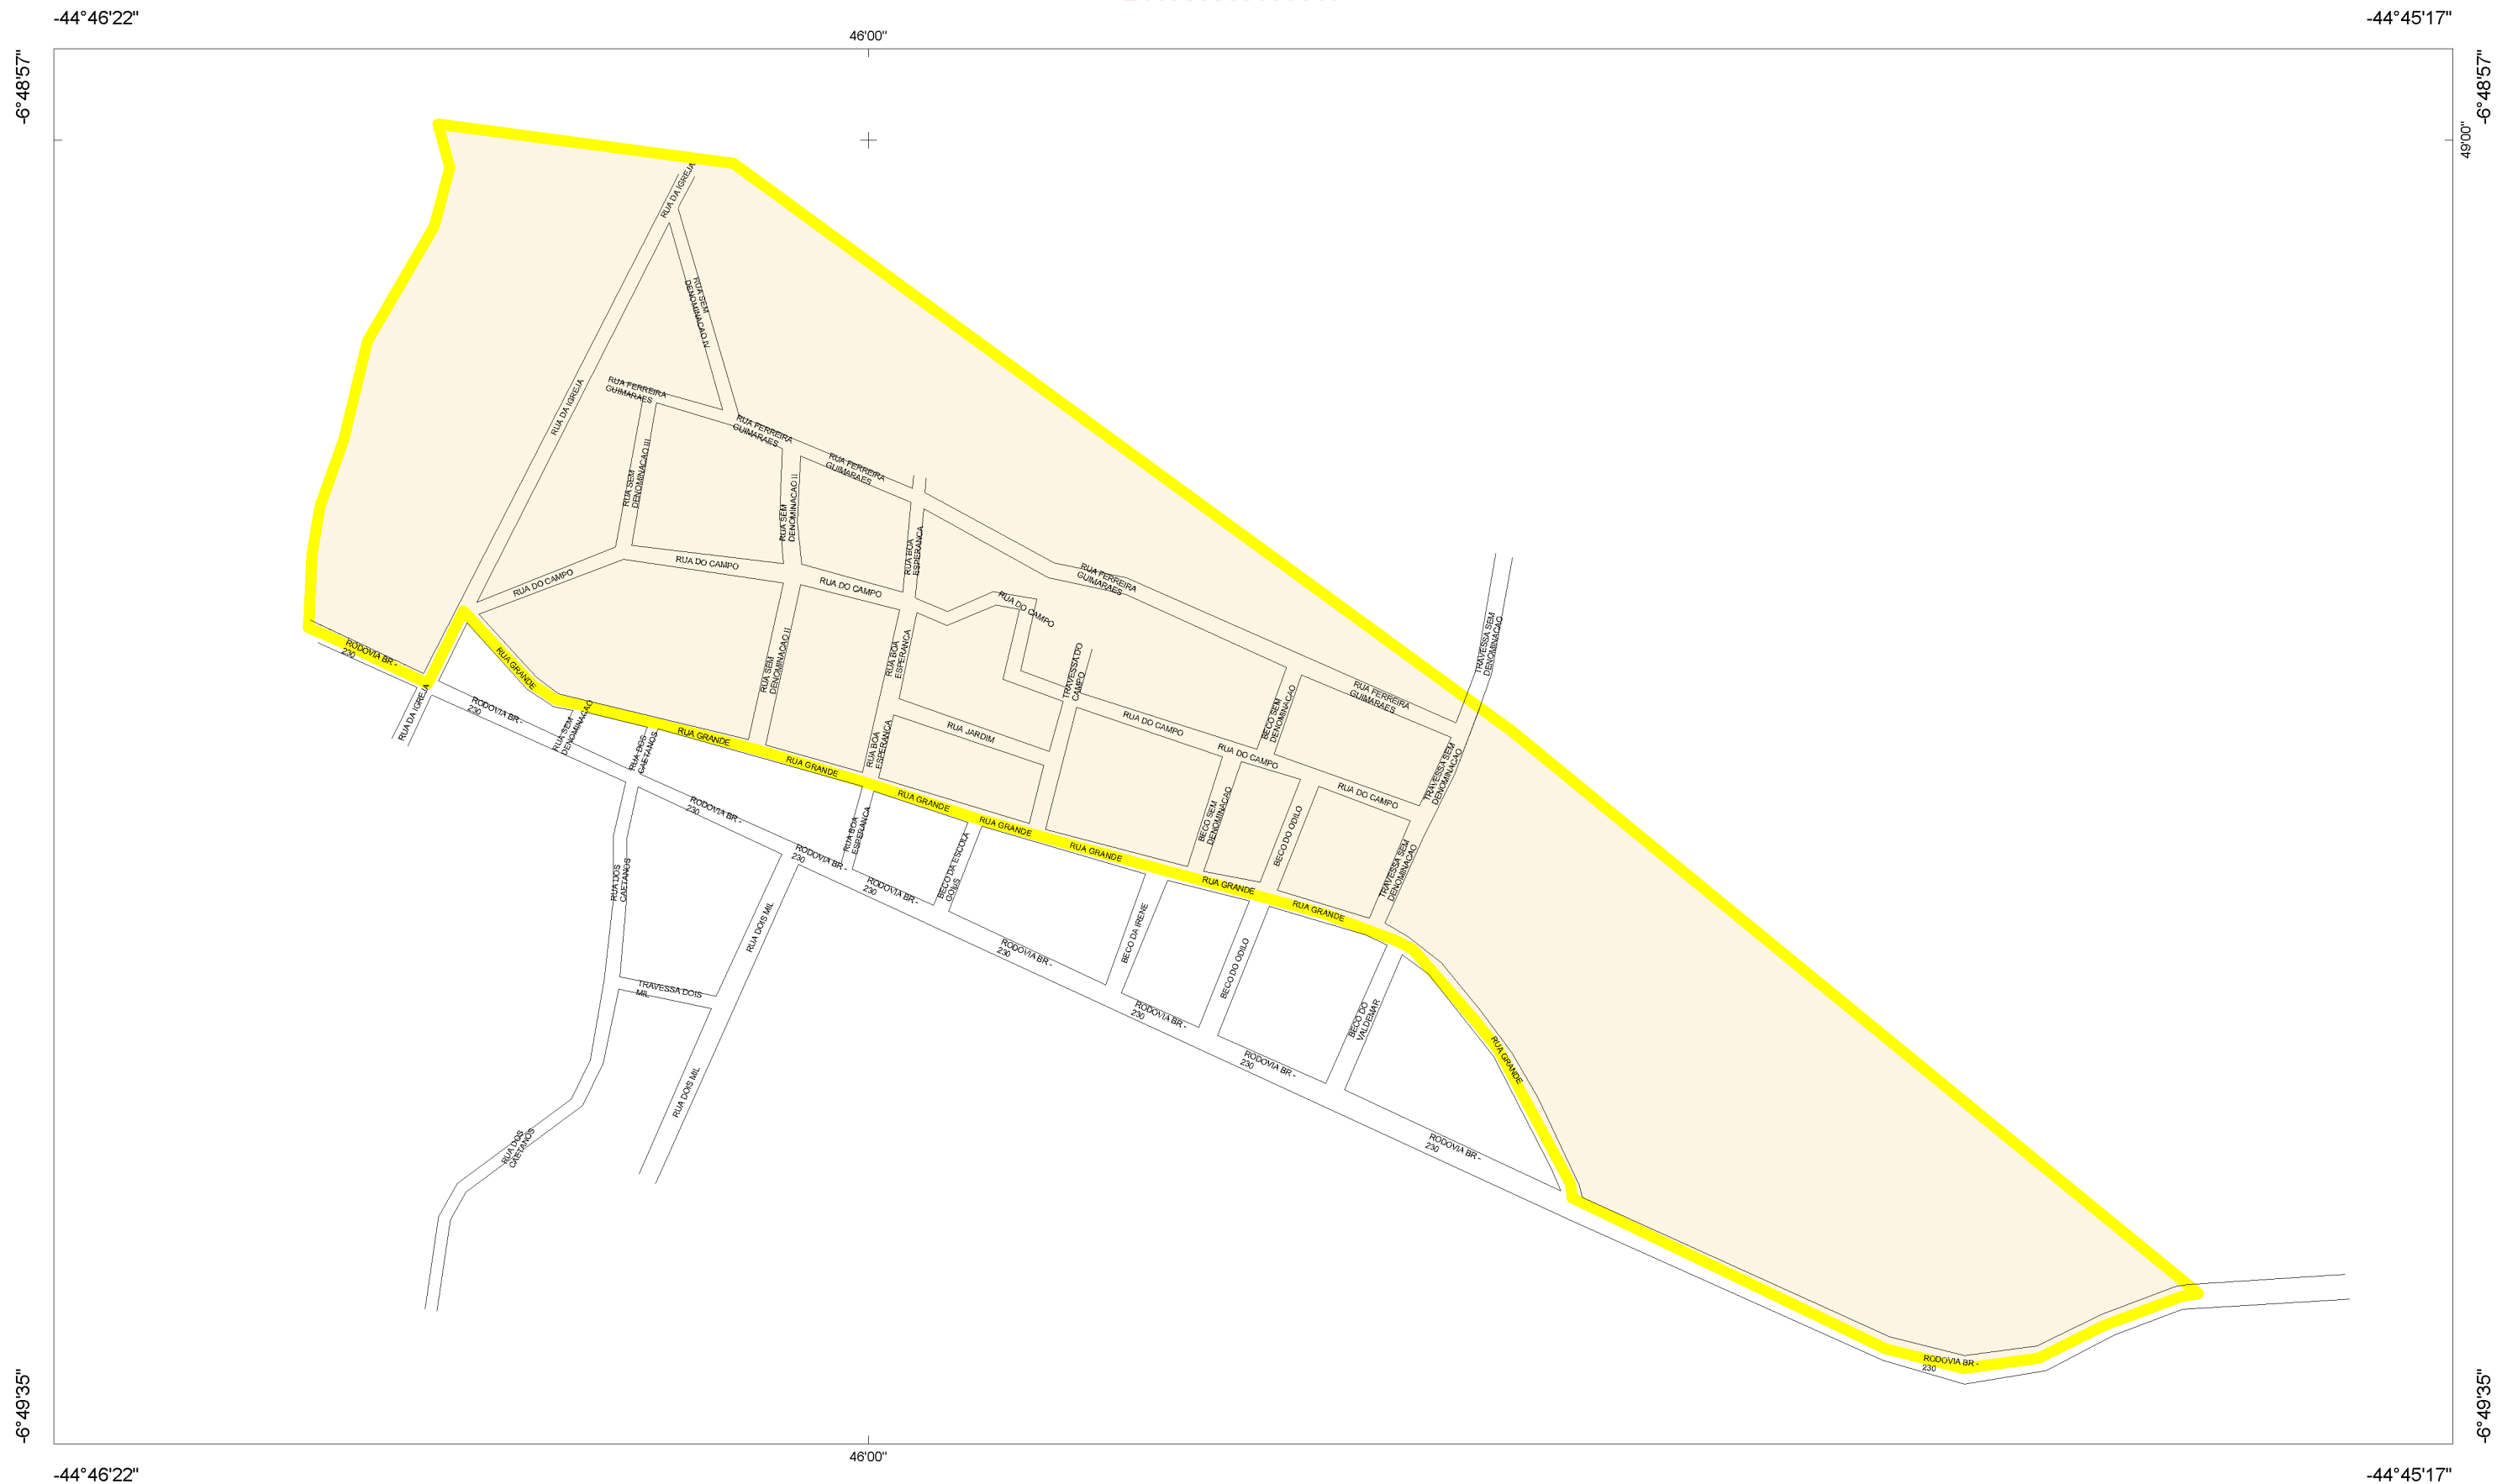 -44°46'22"
-44°45'17"
46'00"
-6°48'57"
-6°48'57"
49'00"
RUA DA IGREJA
RUA SEM
DENOMINACAO IV
RUA FERREIRA
GUIMARAES
RUA DA IGREJA
RUA FERREIRA
GUIMARAES
RUA FERREIRA
GUIMARAES
RUA SEM
DENOMINACAO III
RUA SEM
DENOMINACAO II
RUA BOA
ESPERANCA
RUA DO CAMPO
RUA DO CAMPO
RUA DO CAMPO
RUA DO CAMPO
RUA FERREIRA
GUIMARAES
TRAVESSA SEM
DENOMINACAO
RODOVIA BR -
230
RUA GRANDE
RUA SEM
DENOMINACAO II
RUA BOA
ESPERANCA
TRAVESSA DO
CAMPO
RUA FERREIRA
GUIMARAES
RUA DA IGREJA
RODOVIA BR -
230
RUA SEM
DENOMINACAO
RUA DOS
CAETANOS
RUA GRANDE
RUA BOA
ESPERANCA
RUA JARDIM
RUA DO CAMPO
BECO SEM
DENOMINACAO
RUA DO CAMPO
TRAVESSA SEM
DENOMINACAO
RUA GRANDE
RUA GRANDE
RUA DO CAMPO
RODOVIA BR -
230
RUA BOA
ESPERANCA
RUA GRANDE
BECO SEM
DENOMINACAO
BECO DO ODILO
RODOVIA BR -
230
RUA GRANDE
RUA DOS
CAETANOS
RODOVIA BR -
230
BECO DA ESCOLA
GOIIS
RUA GRANDE
TRAVESSA SEM
DENOMINACAO
RUA GRANDE
RUA DOIS MIL
RODOVIA BR -
230
BECO DA IRENE
BECO DO ODILO
TRAVESSA DOIS
MIL
RODOVIA BR -
230
BECO DO
VALDEMAR
RODOVIA BR -
230
RUA GRANDE
RUA DOIS MIL
RUA DOS
CAETANOS
RODOVIA BR -
230
RODOVIA BR -
230
-6°49'35"
-6°49'35"
46'00"
-44°46'22"
-44°45'17"